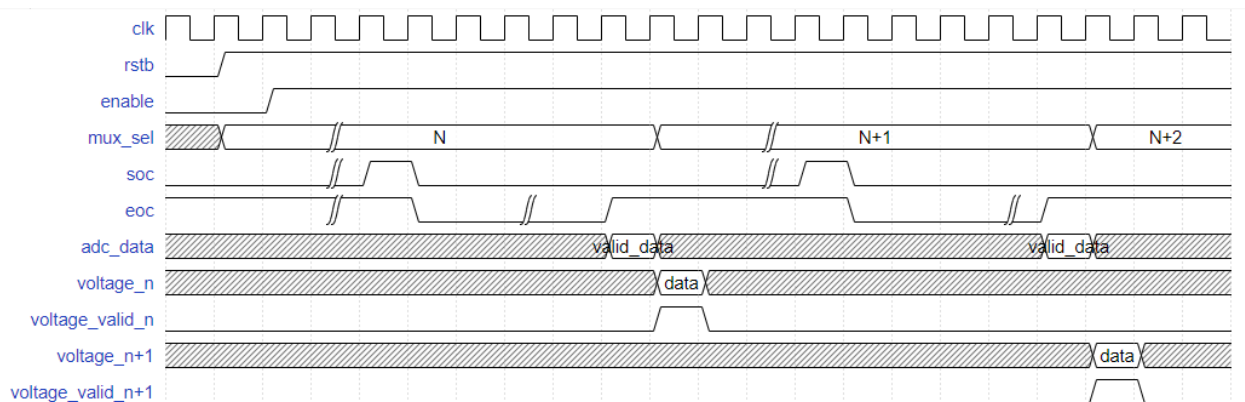 clk
rstb
enable
mux_sel N N+1 N+2
soc
eoc
adc_data valid_data valid_data
voltage_n data
voltage_valid_n
voltage_n+1 data
voltage_valid_n+1